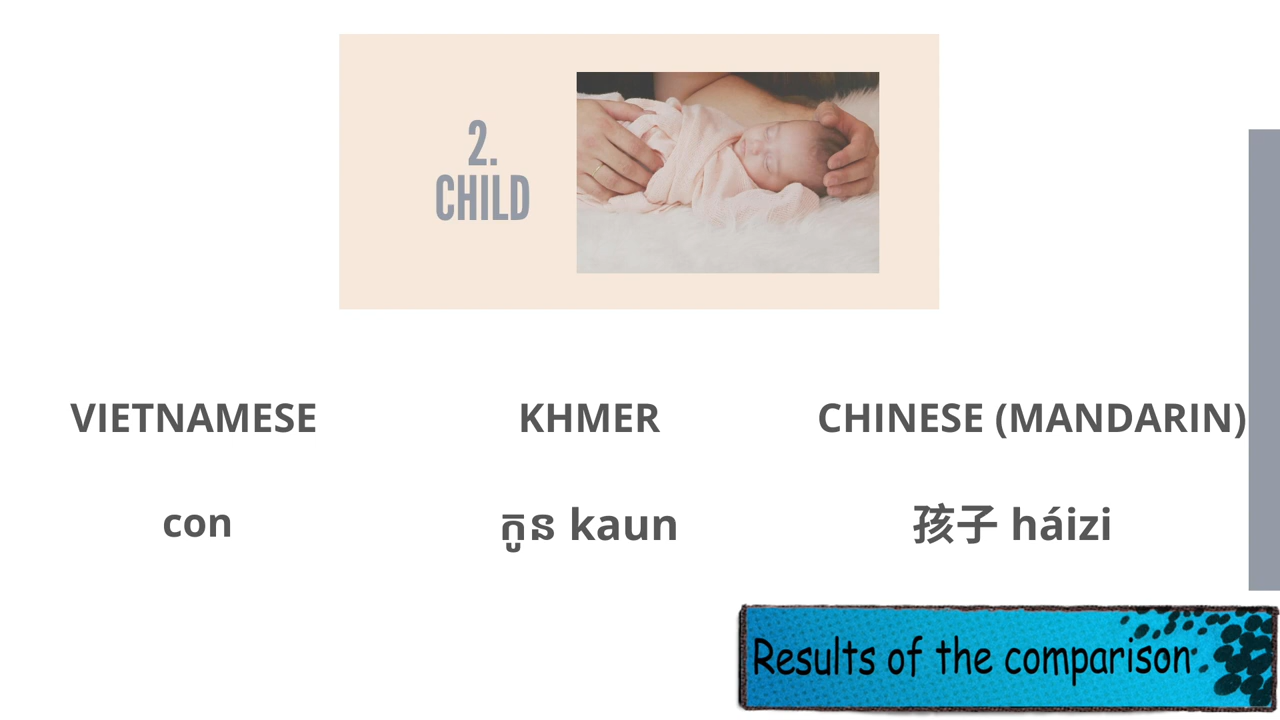 2.
CHILD
VIETNAMESE
KHMER
CHINESE (MANDARIN)
con
កូន kaun
孩子 háizi
Results of the comparison